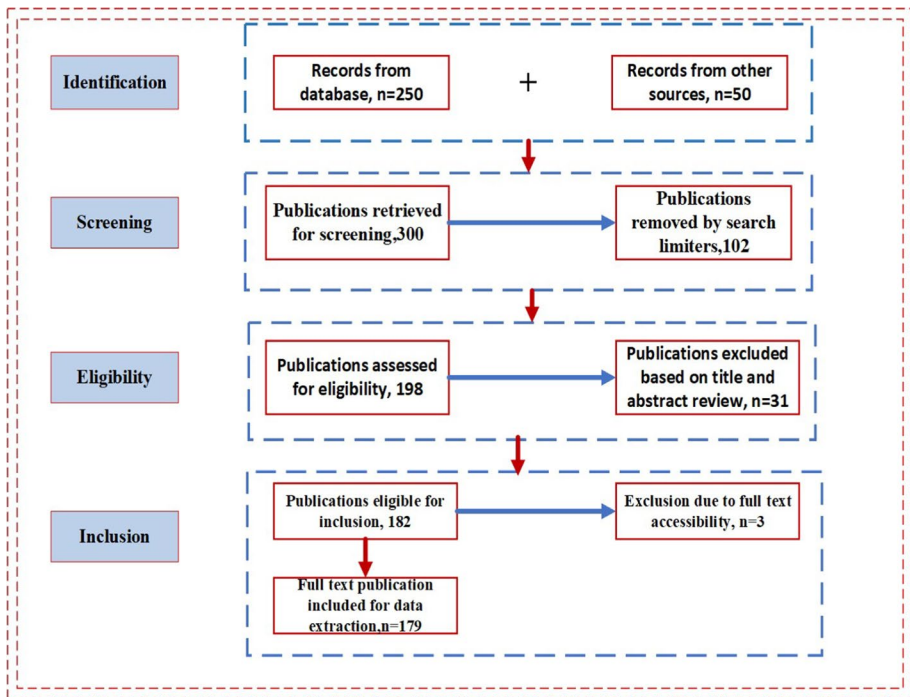 Identification
Records from
database, n=250
+
Records from other
sources, n=50
Screening
Publications retrieved
for screening,300
Publications
removed by search
limiters,102
Eligibility
Publications assessed
for eligibility, 198
Publications excluded
based on title and
abstract review, n=31
Inclusion
Publications eligible for
inclusion, 182
Exclusion due to full text
accessibility, n=3
Full text publication
included for data
extraction,n=179